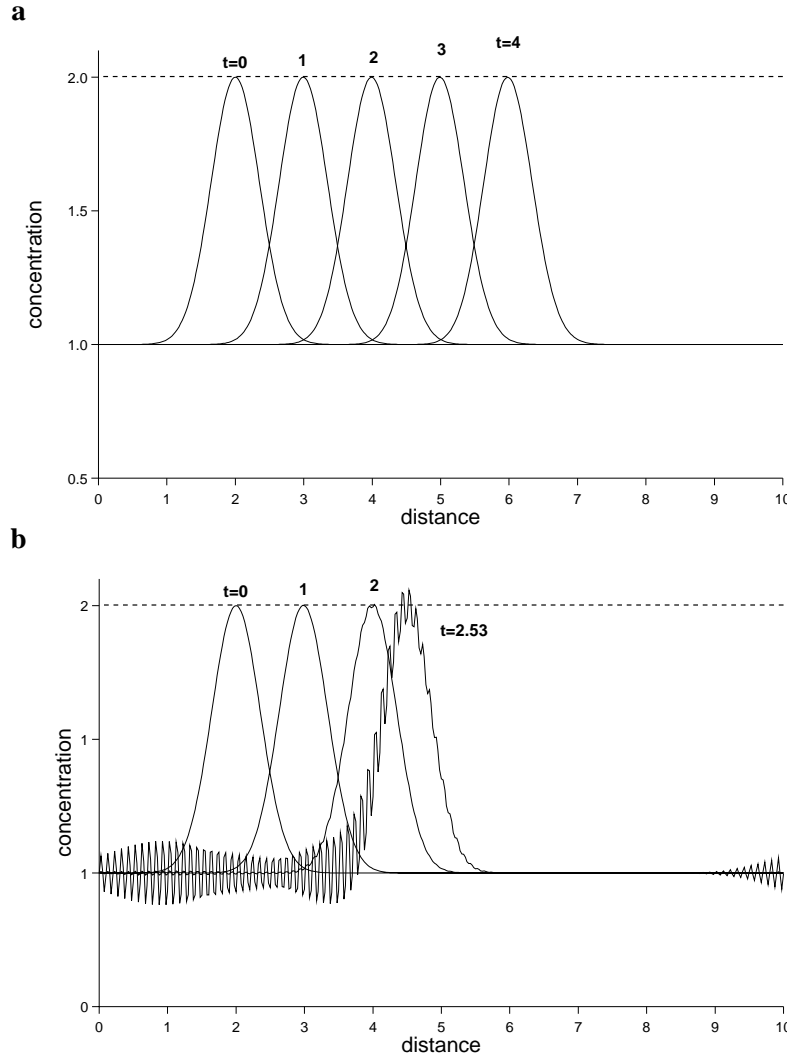 a
t=0 1 2 3 t=4
2.0
1.5
1.0
0.5
concentration
0 1 2 3 4 5 6 7 8 9 10
distance
b
t=0 1 2
t=2.53
2
1
1
0
concentration
0 1 2 3 4 5 6 7 8 9 10
distance